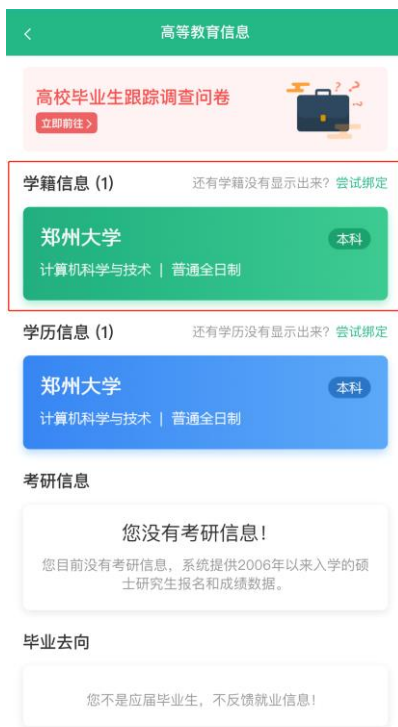 高等教育信息
高校毕业生跟踪调查问卷
立即前往 >
学籍信息 (1) 还有学籍没有显示出来? 尝试绑定
郑州大学 本科
计算机科学与技术 | 普通全日制
学历信息 (1) 还有学历没有显示出来? 尝试绑定
郑州大学 本科
计算机科学与技术 | 普通全日制
考研信息
您没有考研信息!
您目前没有考研信息，系统提供2006年以来入学的硕
士研究生报名和成绩数据。
毕业去向
您不是应届毕业生，不反馈就业信息!